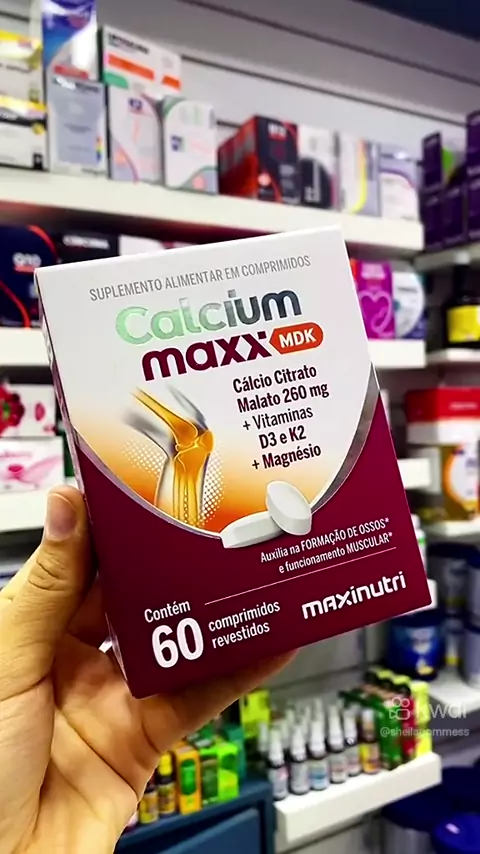 SUPLEMENTO ALIMENTAR EM COMPRIMIDOS
Calcium
maxx MDK
Cálcio Citrato
Malato 260 mg
+ Vitaminas
D3 e K2
+ Magnésio
Auxilia na FORMAÇÃO DE OSSOS*
e funcionamento MUSCULAR*
Contém
60 comprimidos
revestidos
maxinutri
Q10
kwai